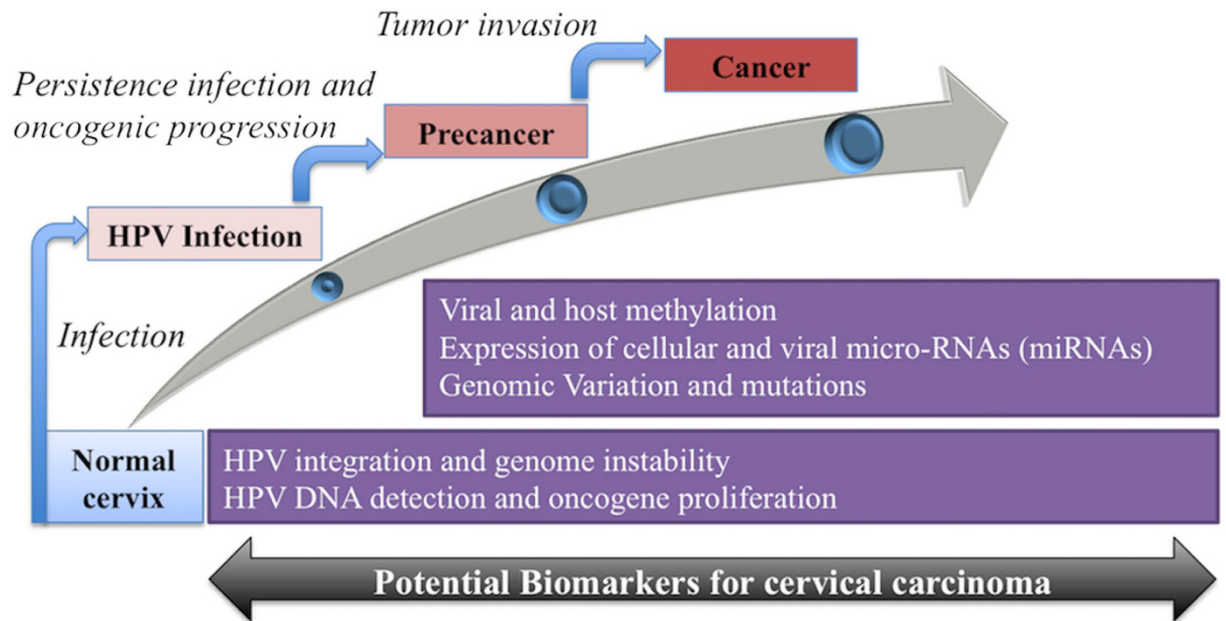 Tumor invasion
Cancer
Persistence infection and
oncogenic progression
Precancer
HPV Infection
Infection
Viral and host methylation
Expression of cellular and viral micro-RNAs (miRNAs)
Genomic Variation and mutations
Normal
cervix
HPV integration and genome instability
HPV DNA detection and oncogene proliferation
Potential Biomarkers for cervical carcinoma